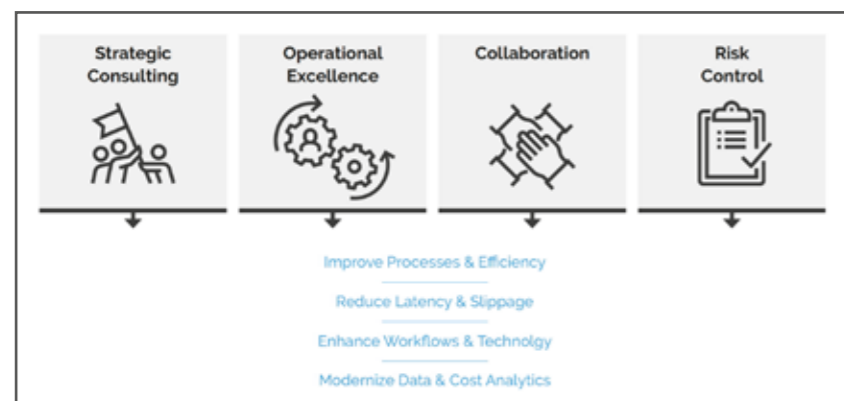 Strategic
Consulting
Operational
Excellence
Collaboration
Risk
Control
Improve Processes & Efficiency
Reduce Latency & Slippage
Enhance Workflows & Technolgy
Modernize Data & Cost Analytics